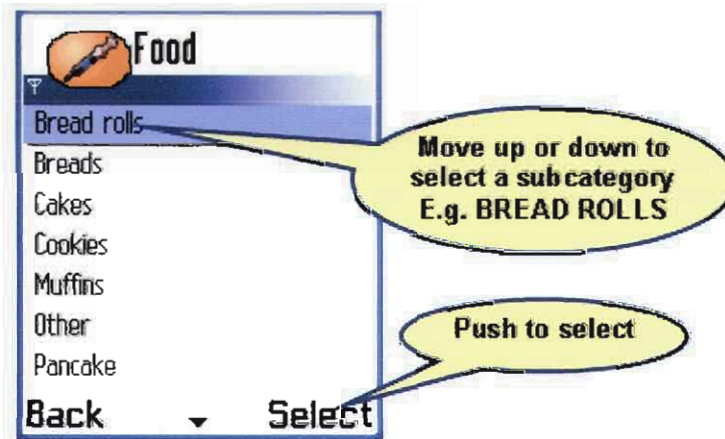 Food
Bread rolls
Breads
Cakes
Cookies
Muffins
Other
Pancake
Back Select
Move up or down to
select a subcategory
E.g. BREAD ROLLS
Push to select